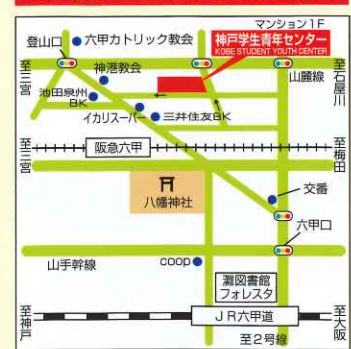 マンション1F
登山口
六甲カトリック教会
神戸学生青年センター
KOBE STUDENT YOUTH CENTER
至三宮
神港教会
山麓線
至石屋川
池田泉州
BK
イカリスーパー
三井住友BK
至三宮
阪急六甲
至梅田
八幡神社
交番
六甲口
山手幹線
coop
灘図書館
フォレスタ
至神戸
JR六甲道
至大阪
至2号線